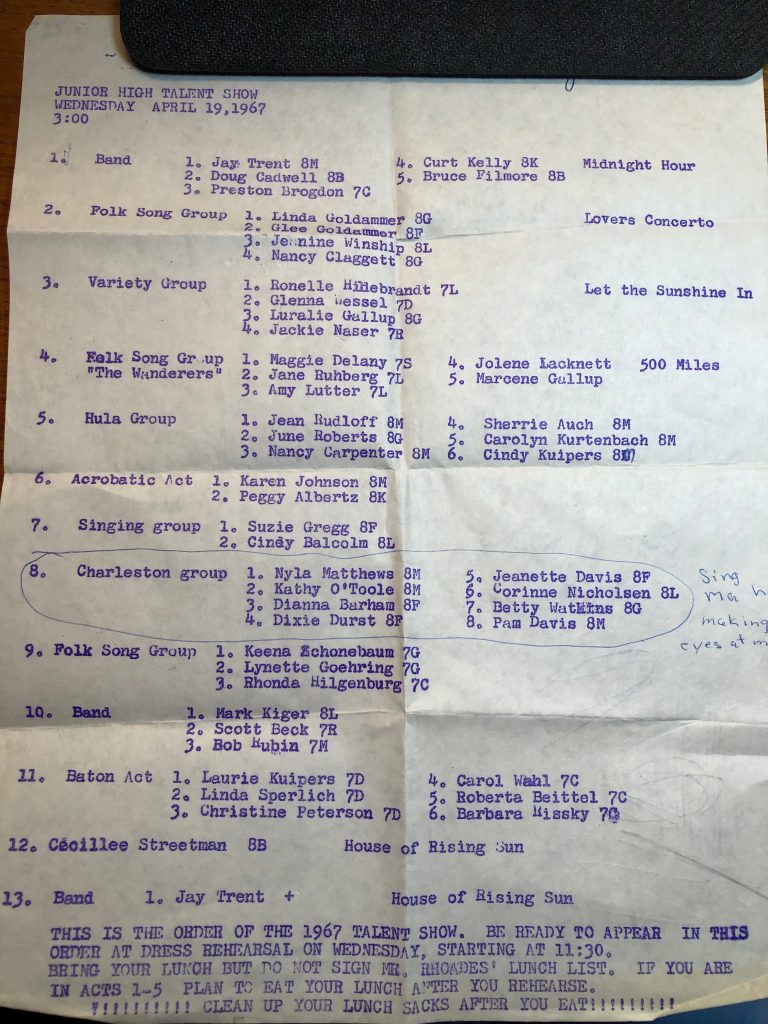 JUNIOR HIGH TALENT SHOW
WEDNESDAY APRIL 19,1967
3:00
1. Band 1. Jay Trent 8M 4. Curt Kelly 8K Midnight Hour
2. Doug Cadwell 8B 5. Bruce Filmore 8B
3. Preston Brogdon 7C
2. Folk Song Group 1. Linda Goldammer 8G Lovers Concerto
2. Glee Goldammer 8F
3. Jeanine Winship 8L
4. Nancy Claggett 8G
3. Variety Group 1. Ronelle Hildebrandt 7L Let the Sunshine In
2. Glenna Wessel 7D
3. Luralie Gallup 8G
4. Jackie Naser 7R
4. Folk Song Group 1. Maggie Delany 7S 4. Jolene Lacknett 500 Miles
"The Wanderers" 2. Jane Ruhberg 7L 5. Marcene Gallup
3. Amy Lutter 7L
5. Hula Group 1. Jean Rudloff 8M 4. Sherrie Auch 8M
2. June Roberts 8G 5. Carolyn Kurtenbach 8M
3. Nancy Carpenter 8M 6. Cindy Kuipers
6. Acrobatic Act 1. Karen Johnson 8M
2. Peggy Albertz 8K
7. Singing group 1. Suzie Gregg 8F
2. Cindy Balcolm 8L
8. Charleston group 1. Nyla Matthews 8M 5. Jeanette Davis 8F Sing
2. Kathy O'Toole 8M 6. Corinne Nicholsen 8L Ma
3. Dianna Barham 8F 7. Betty Watkins 8G making
4. Dixie Durst 8F 8. Pam Davis 8M eyes at m
9. Folk Song Group 1. Keena Schonebaum 7G
2. Lynette Goehring 7G
3. Rhonda Hilgenburg 7C
10. Band 1. Mark Kiger 8L
2. Scott Beck 7R
3. Bob Hubin 7M
11. Baton Act 1. Laurie Kuipers 7D 4. Carol Wahl 7C
2. Linda Sperlich 7D 5. Roberta Beittel 7C
3. Christine Peterson 7D 6. Barbara Hissky
12. Cecillee Streetman 8B House of Rising Sun
13. Band 1. Jay Trent + House of Rising Sun
THIS IS THE ORDER OF THE 1967 TALENT SHOW. BE READY TO APPEAR IN THIS
ORDER AT DRESS REHEARSAL ON WEDNESDAY, STARTING AT 11:30.
BRING YOUR LUNCH BUT DO NOT SIGN MR. RHOADES' LUNCH LIST. IF YOU ARE
IN ACTS 1-5 PLAN TO EAT YOUR LUNCH AFTER YOU REHEARSE.
!!!!!!!!!! CLEAN UP YOUR LUNCH SACKS AFTER YOU EAT!!!!!!!!!